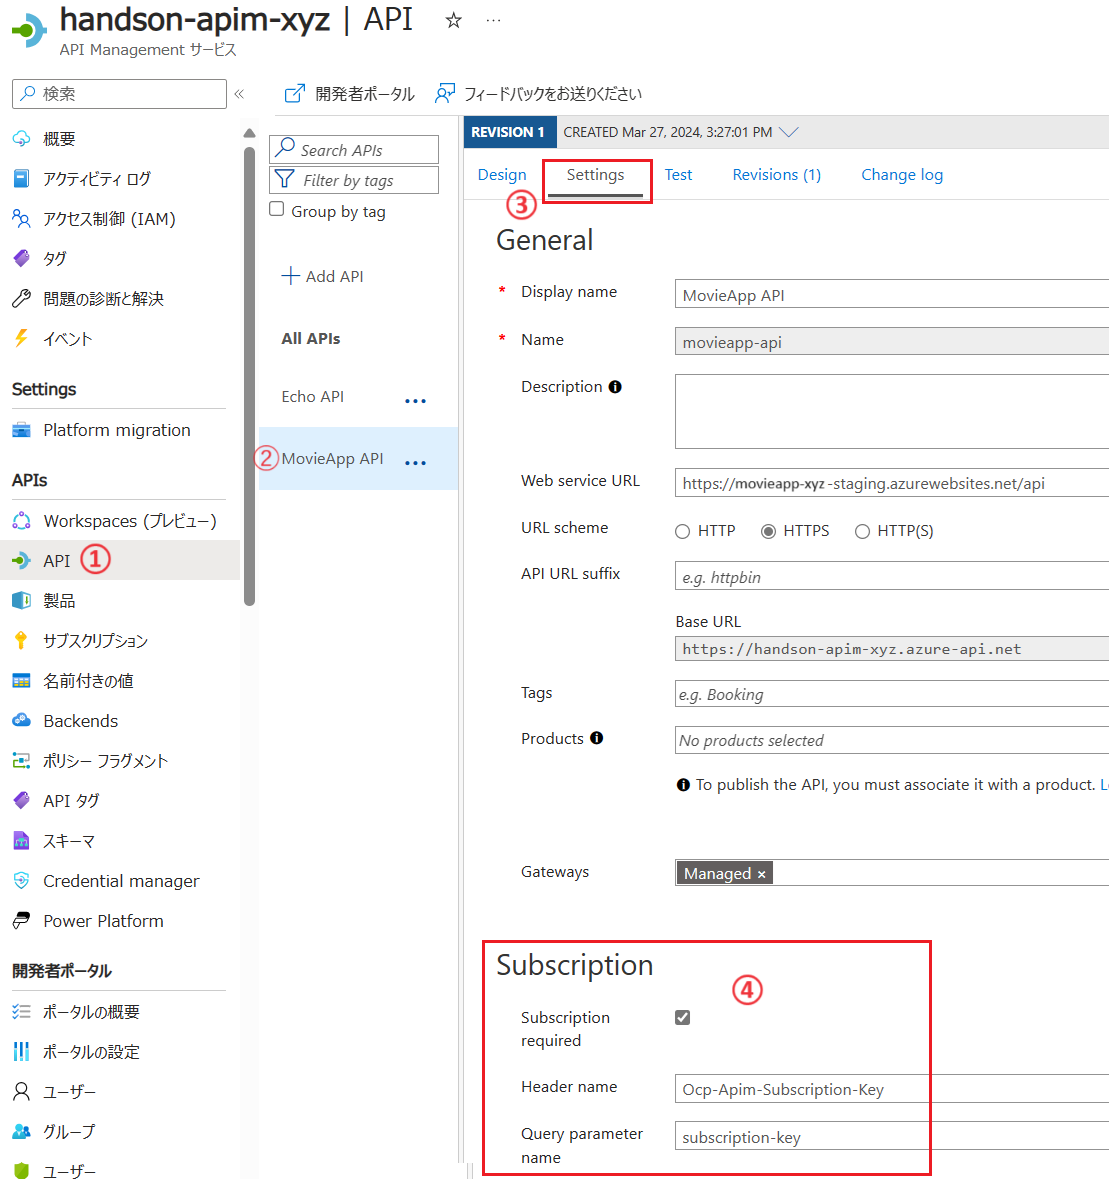 handson-apim-xyz | API
API Management サービス
検索
概要
アクティビティ ログ
アクセス制御 (IAM)
タグ
問題の診断と解決
イベント
Settings
Platform migration
APIs
Workspaces (プレビュー)
API ①
製品
サブスクリプション
名前付きの値
Backends
ポリシー フラグメント
API タグ
スキーマ
Credential manager
Power Platform
開発者ポータル
ポータルの概要
ポータルの設定
ユーザー
グループ
ユーザー
開発者ポータル
フィードバックをお送りください
Search APIs
Filter by tags
Group by tag
Add API
All APIs
Echo API
② MovieApp API
REVISION 1 CREATED Mar 27, 2024, 3:27:01 PM
Design Settings Test Revisions (1) Change log
③
General
* Display name MovieApp API
* Name movieapp-api
Description
Web service URL https://movieapp-xyz-staging.azurewebsites.net/api
URL scheme HTTP HTTPS HTTP(S)
API URL suffix e.g. httpbin
Base URL
https://handson-apim-xyz.azure-api.net
Tags e.g. Booking
Products No products selected
To publish the API, you must associate it with a product.
Gateways Managed ×
Subscription
④
Subscription
required
Header name Ocp-Apim-Subscription-Key
Query parameter
name
subscription-key